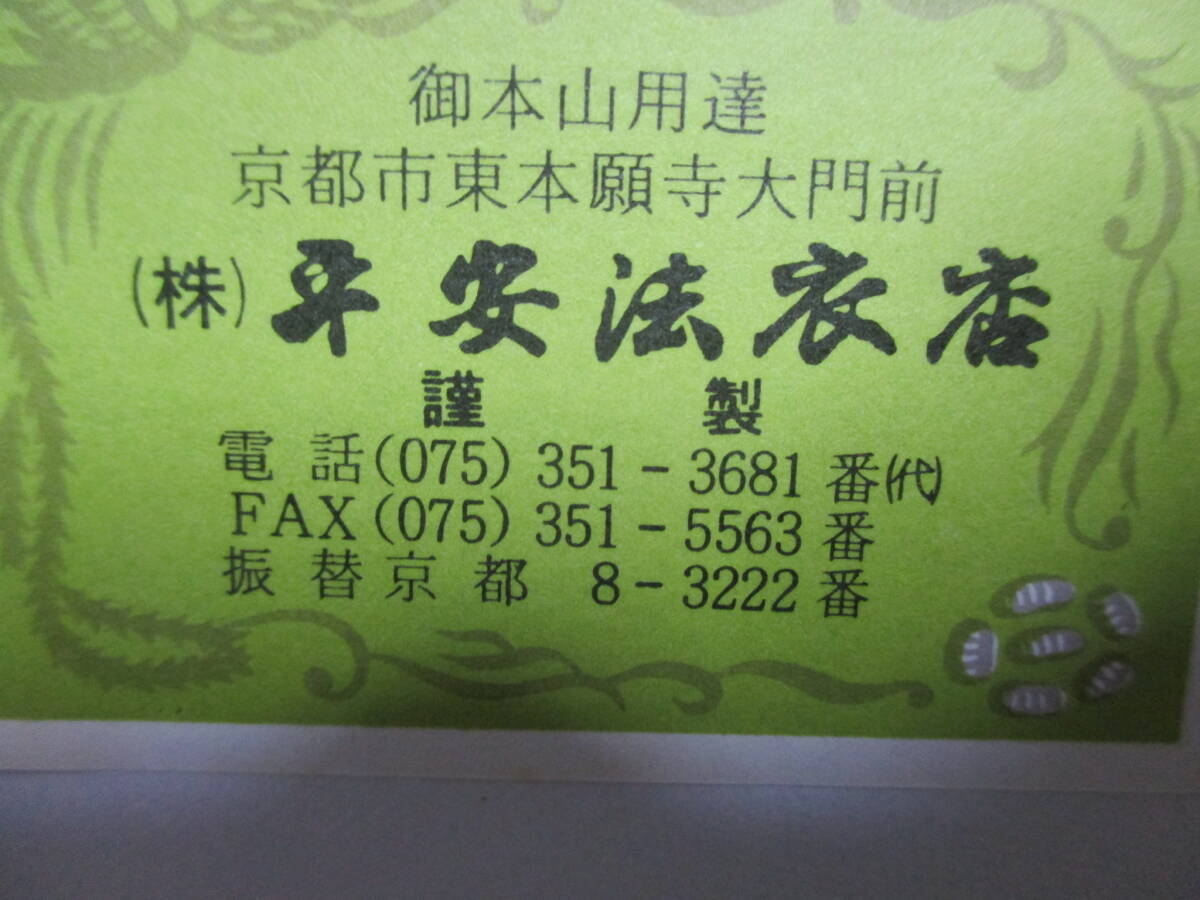 御本山用達
京都市東本願寺大門前
(株)平安法衣店
謹製
電話(075)351-3681番(代)
FAX(075)351-5563番
振替京都 8-3222番